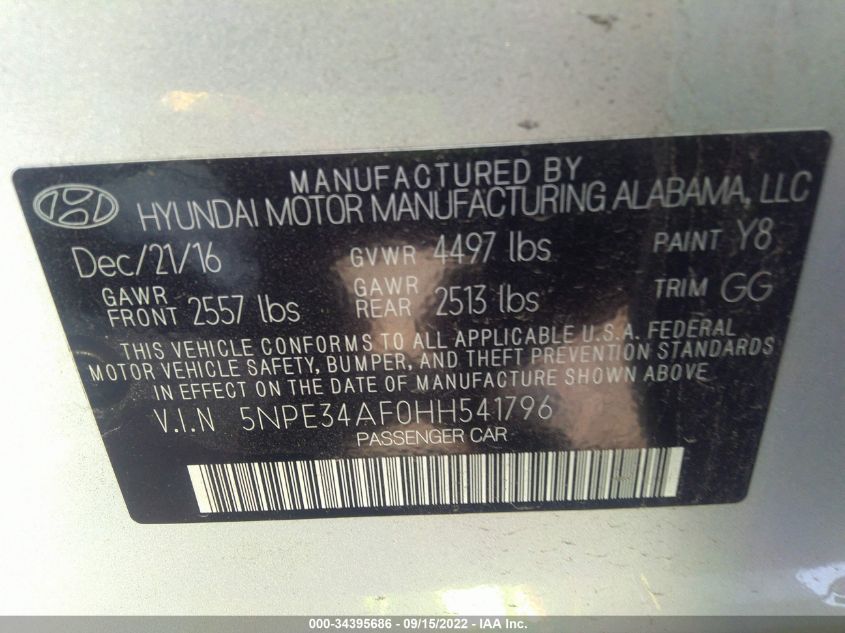 MANUFACTURED BY
HYUNDAI MOTOR MANUFACTURING ALABAMA, LLC
Dec/21/16 GVWR 4497 lbs PAINT Y8
GAWR FRONT 2557 lbs GAWR REAR 2513 lbs TRIM GG
THIS VEHICLE CONFORMS TO ALL APPLICABLE U.S.A. FEDERAL
MOTOR VEHICLE SAFETY, BUMPER, AND THEFT PREVENTION STANDARDS
IN EFFECT ON THE DATE OF MANUFACTURE SHOWN ABOVE.
V.I.N 5NPE34AF0HH541796
PASSENGER CAR
000-34395686 - 09/15/2022 - IAA Inc.